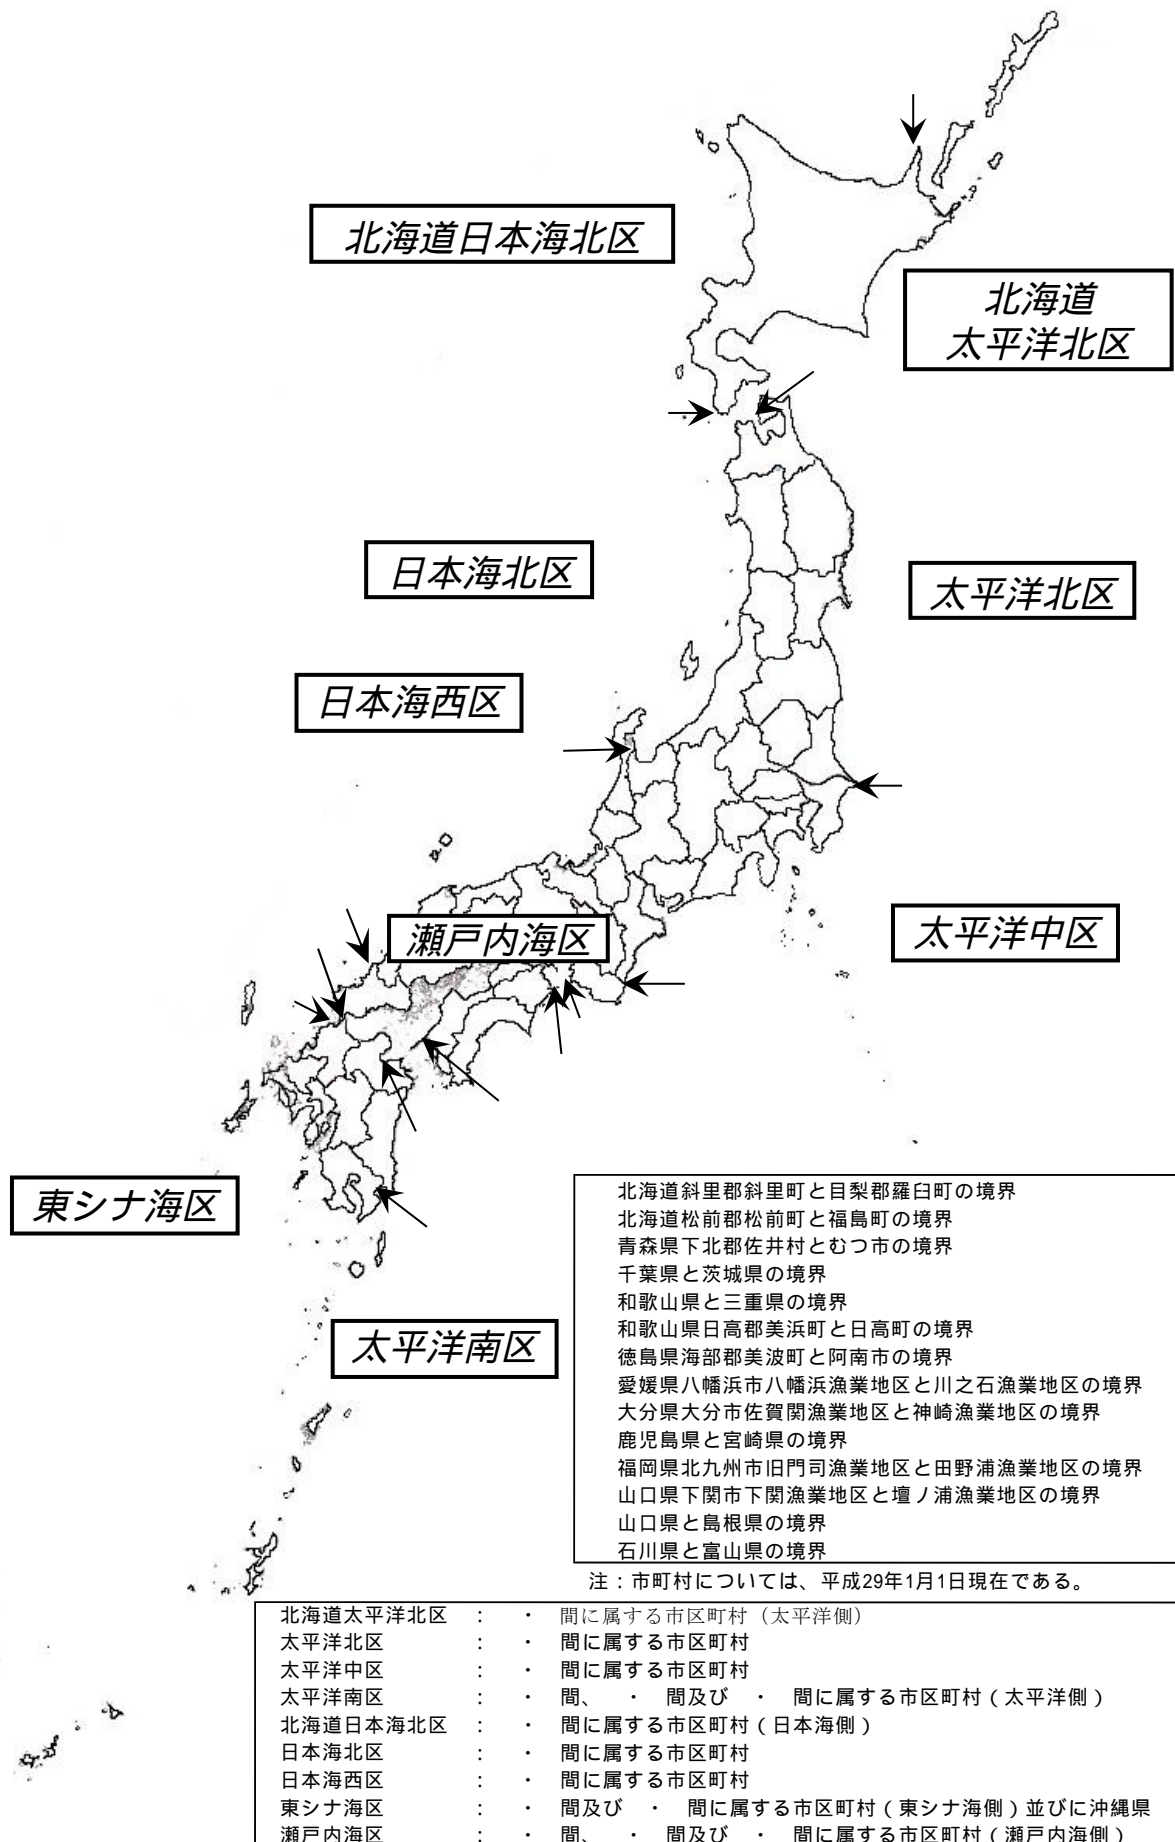 北海道日本海北区
北海道
太平洋北区
日本海北区
太平洋北区
日本海西区
瀬戸内海区
太平洋中区
東シナ海区
太平洋南区
北海道斜里郡斜里町と目梨郡羅臼町の境界
北海道松前郡松前町と福島町の境界
青森県下北郡佐井村とむつ市の境界
千葉県と茨城県の境界
和歌山県と三重県の境界
和歌山県日高郡美浜町と日高町の境界
徳島県海部郡美波町と阿南市の境界
愛媛県八幡浜市八幡浜漁業地区と川之石漁業地区の境界
大分県大分市佐賀関漁業地区と神崎漁業地区の境界
鹿児島県と宮崎県の境界
福岡県北九州市旧門司漁業地区と田野浦漁業地区の境界
山口県下関市下関漁業地区と壇ノ浦漁業地区の境界
山口県と島根県の境界
石川県と富山県の境界
注：市町村については、平成29年1月1日現在である。
北海道太平洋北区 ： ・ 間に属する市区町村（太平洋側）
太平洋北区 ： ・ 間に属する市区町村
太平洋中区 ： ・ 間に属する市区町村
太平洋南区 ： ・ 間、 ・ 間及び ・ 間に属する市区町村（太平洋側）
北海道日本海北区 ： ・ 間に属する市区町村（日本海側）
日本海北区 ： ・ 間に属する市区町村
日本海西区 ： ・ 間に属する市区町村
東シナ海区 ： ・ 間及び ・ 間に属する市区町村（東シナ海側）並びに沖縄県
瀬戸内海区 ： ・ 間、 ・ 間及び ・ 間に属する市区町村（瀬戸内海側）